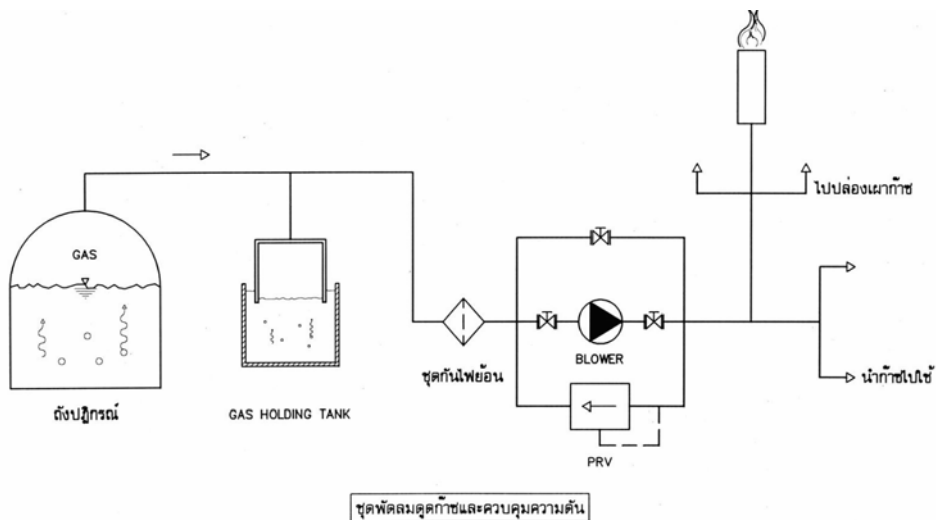 ไปปล่องเผาก๊าซ
GAS
BLOWER
ชุดกันไฟย้อน
นำก๊าซไปใช้
ถังปฏิกรณ์
GAS HOLDING TANK
PRV
ชุดพัดลมดูดก๊าซและควบคุมความดัน